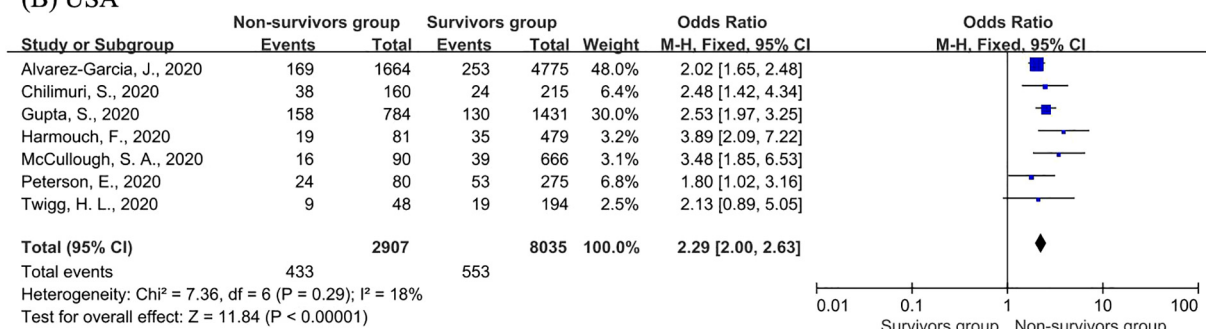 (B) USA
Non-survivors group Survivors group Odds Ratio Odds Ratio
Study or Subgroup Events Total Events Total Weight M-H, Fixed, 95% CI M-H, Fixed, 95% CI
Alvarez-Garcia, J., 2020 169 1664 253 4775 48.0% 2.02 [1.65, 2.48]
Chilimuri, S., 2020 38 160 24 215 6.4% 2.48 [1.42, 4.34]
Gupta, S., 2020 158 784 130 1431 30.0% 2.53 [1.97, 3.25]
Harmouch, F., 2020 19 81 35 479 3.2% 3.89 [2.09, 7.22]
McCullough, S. A., 2020 16 90 39 666 3.1% 3.48 [1.85, 6.53]
Peterson, E., 2020 24 80 53 275 6.8% 1.80 [1.02, 3.16]
Twigg, H. L., 2020 9 48 19 194 2.5% 2.13 [0.89, 5.05]
Total (95% CI) 2907 8035 100.0% 2.29 [2.00, 2.63]
Total events 433 553
Heterogeneity: Chi² = 7.36, df = 6 (P = 0.29); I² = 18%
Test for overall effect: Z = 11.84 (P < 0.00001)
0.01 0.1 1 10 100
Survivors group Non-survivors group